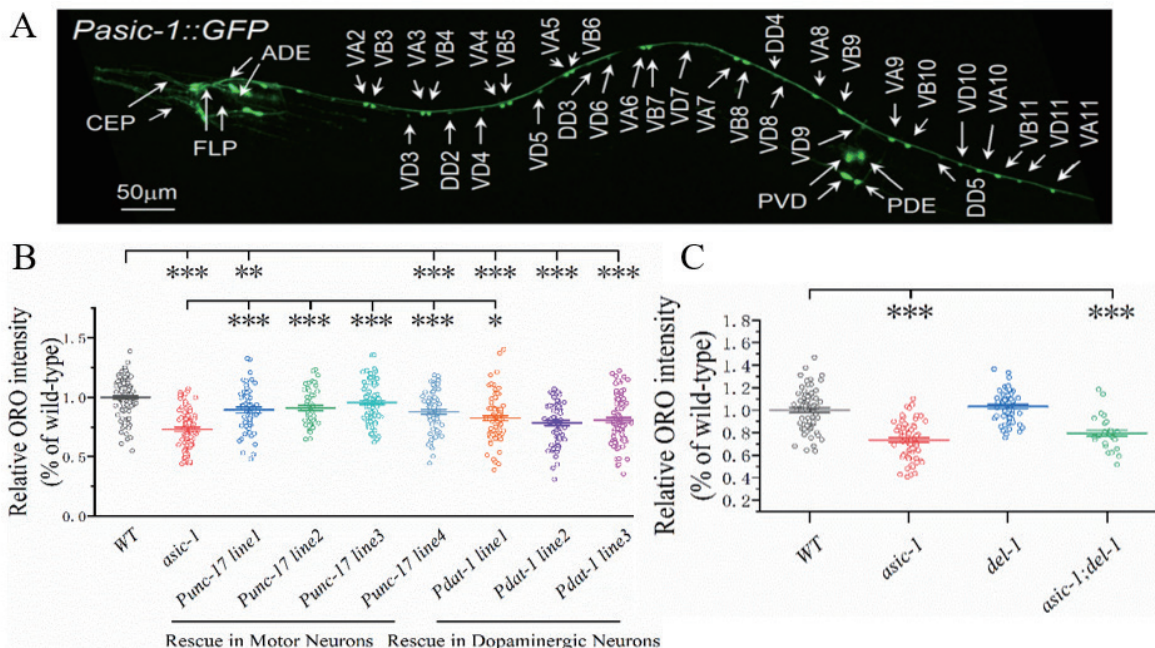 A
Pasic-1::GFP
ADE
CEP
FLP
50μm
VA2
VB3
VA3
VB4
VA4
VB5
VA5
VB6
DD4
VA8
VB9
VA9
VB10
VD10
VA10
VB11
VD11
VA11
VD3
DD2
VD4
VD5
DD3
VD6
VA6
VB7
VD7
VA7
VB8
VD8
VD9
PVD
PDE
DD5
B
*** ** *** *** *** ***
*** *** *** *** *
Relative ORO intensity
(% of wild-type)
1.5
1.0
0.5
0.0
WT
asic-1
Punc-17 line1
Punc-17 line2
Punc-17 line3
Punc-17 line4
Pdat-1 line1
Pdat-1 line2
Pdat-1 line3
Rescue in Motor Neurons
Rescue in Dopaminergic Neurons
C
*** ***
Relative ORO intensity
(% of wild-type)
1.8
1.6
1.4
1.2
1.0
0.8
0.6
0.4
0.2
WT
asic-1
del-1
asic-1;del-1